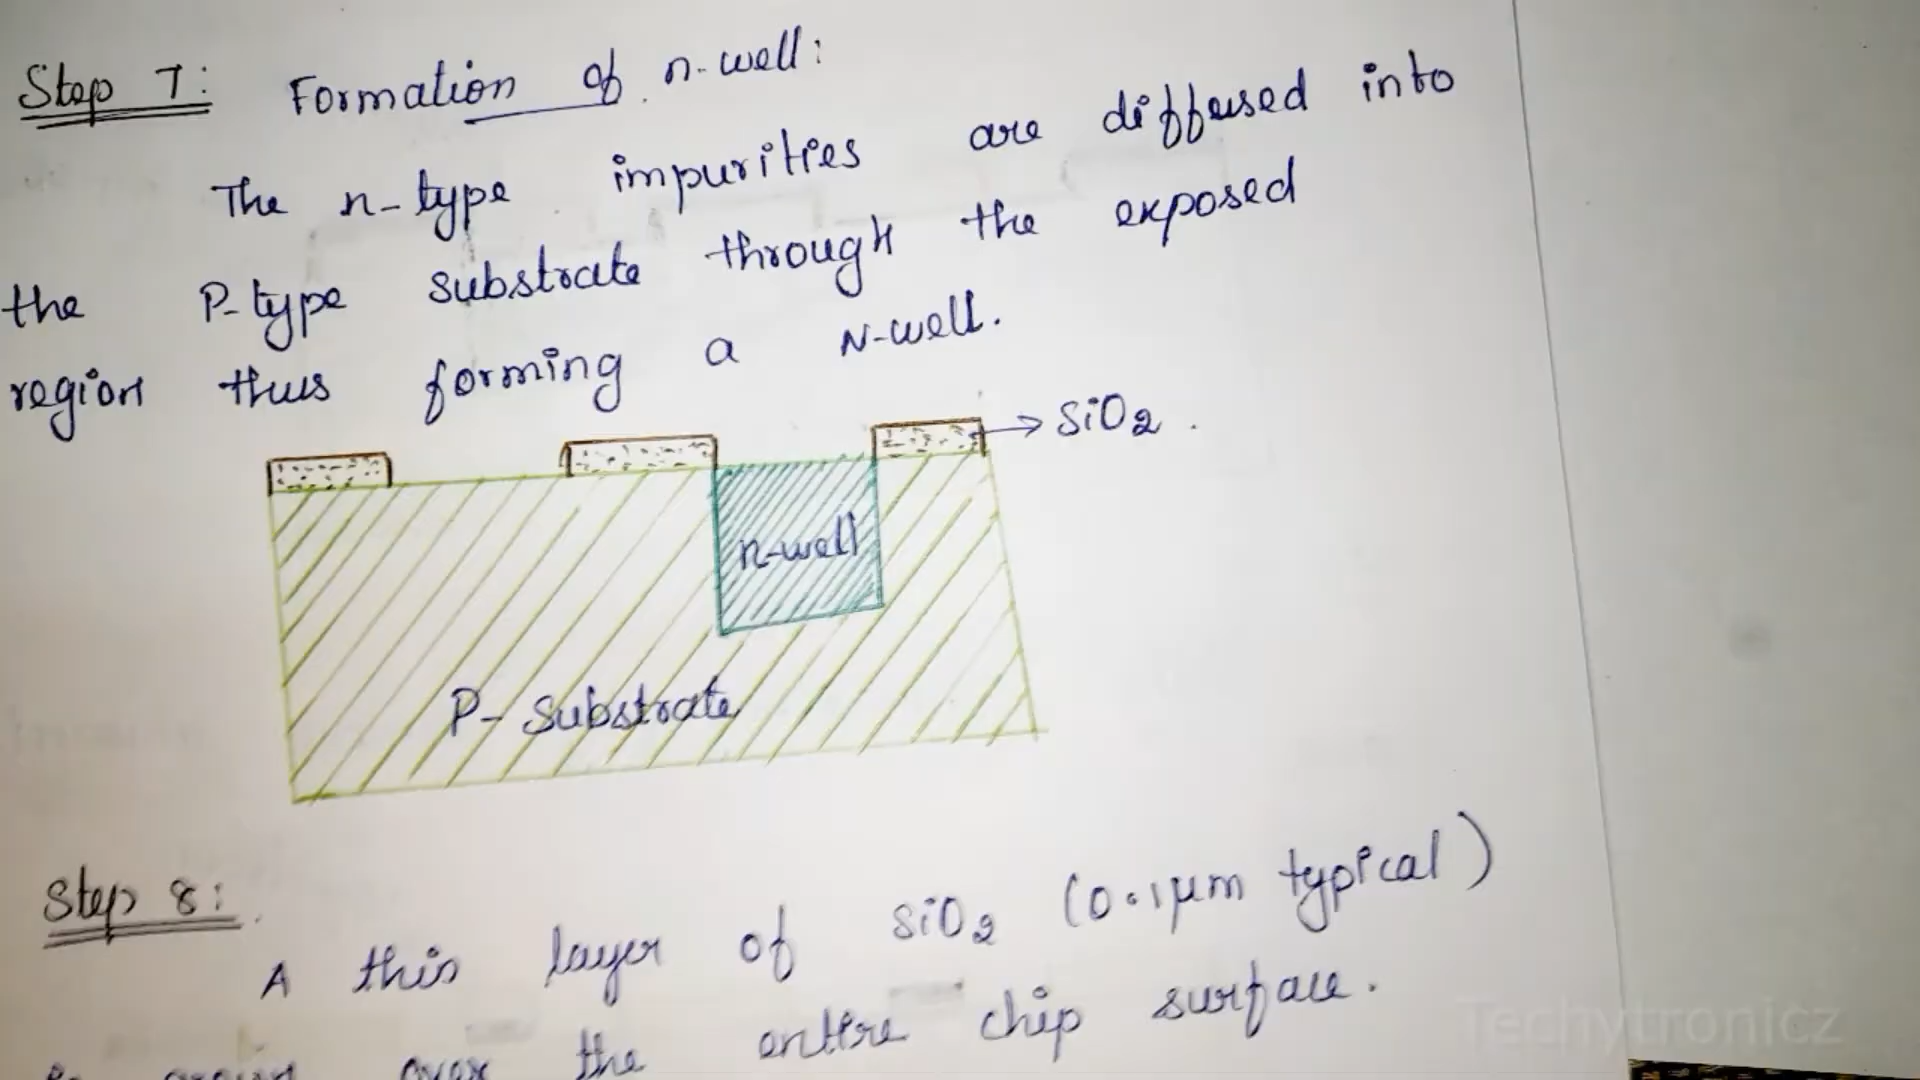 Step 7: Formation of n-well:
The n-type impurities are diffused into
the P-type substrate through the exposed
region thus forming a N-well.
SiO2.
n-well
P-Substrate
Step 8:
A this layer of SiO2 (0.1μm typical)
grown over the entire chip surface.
Techytronicz